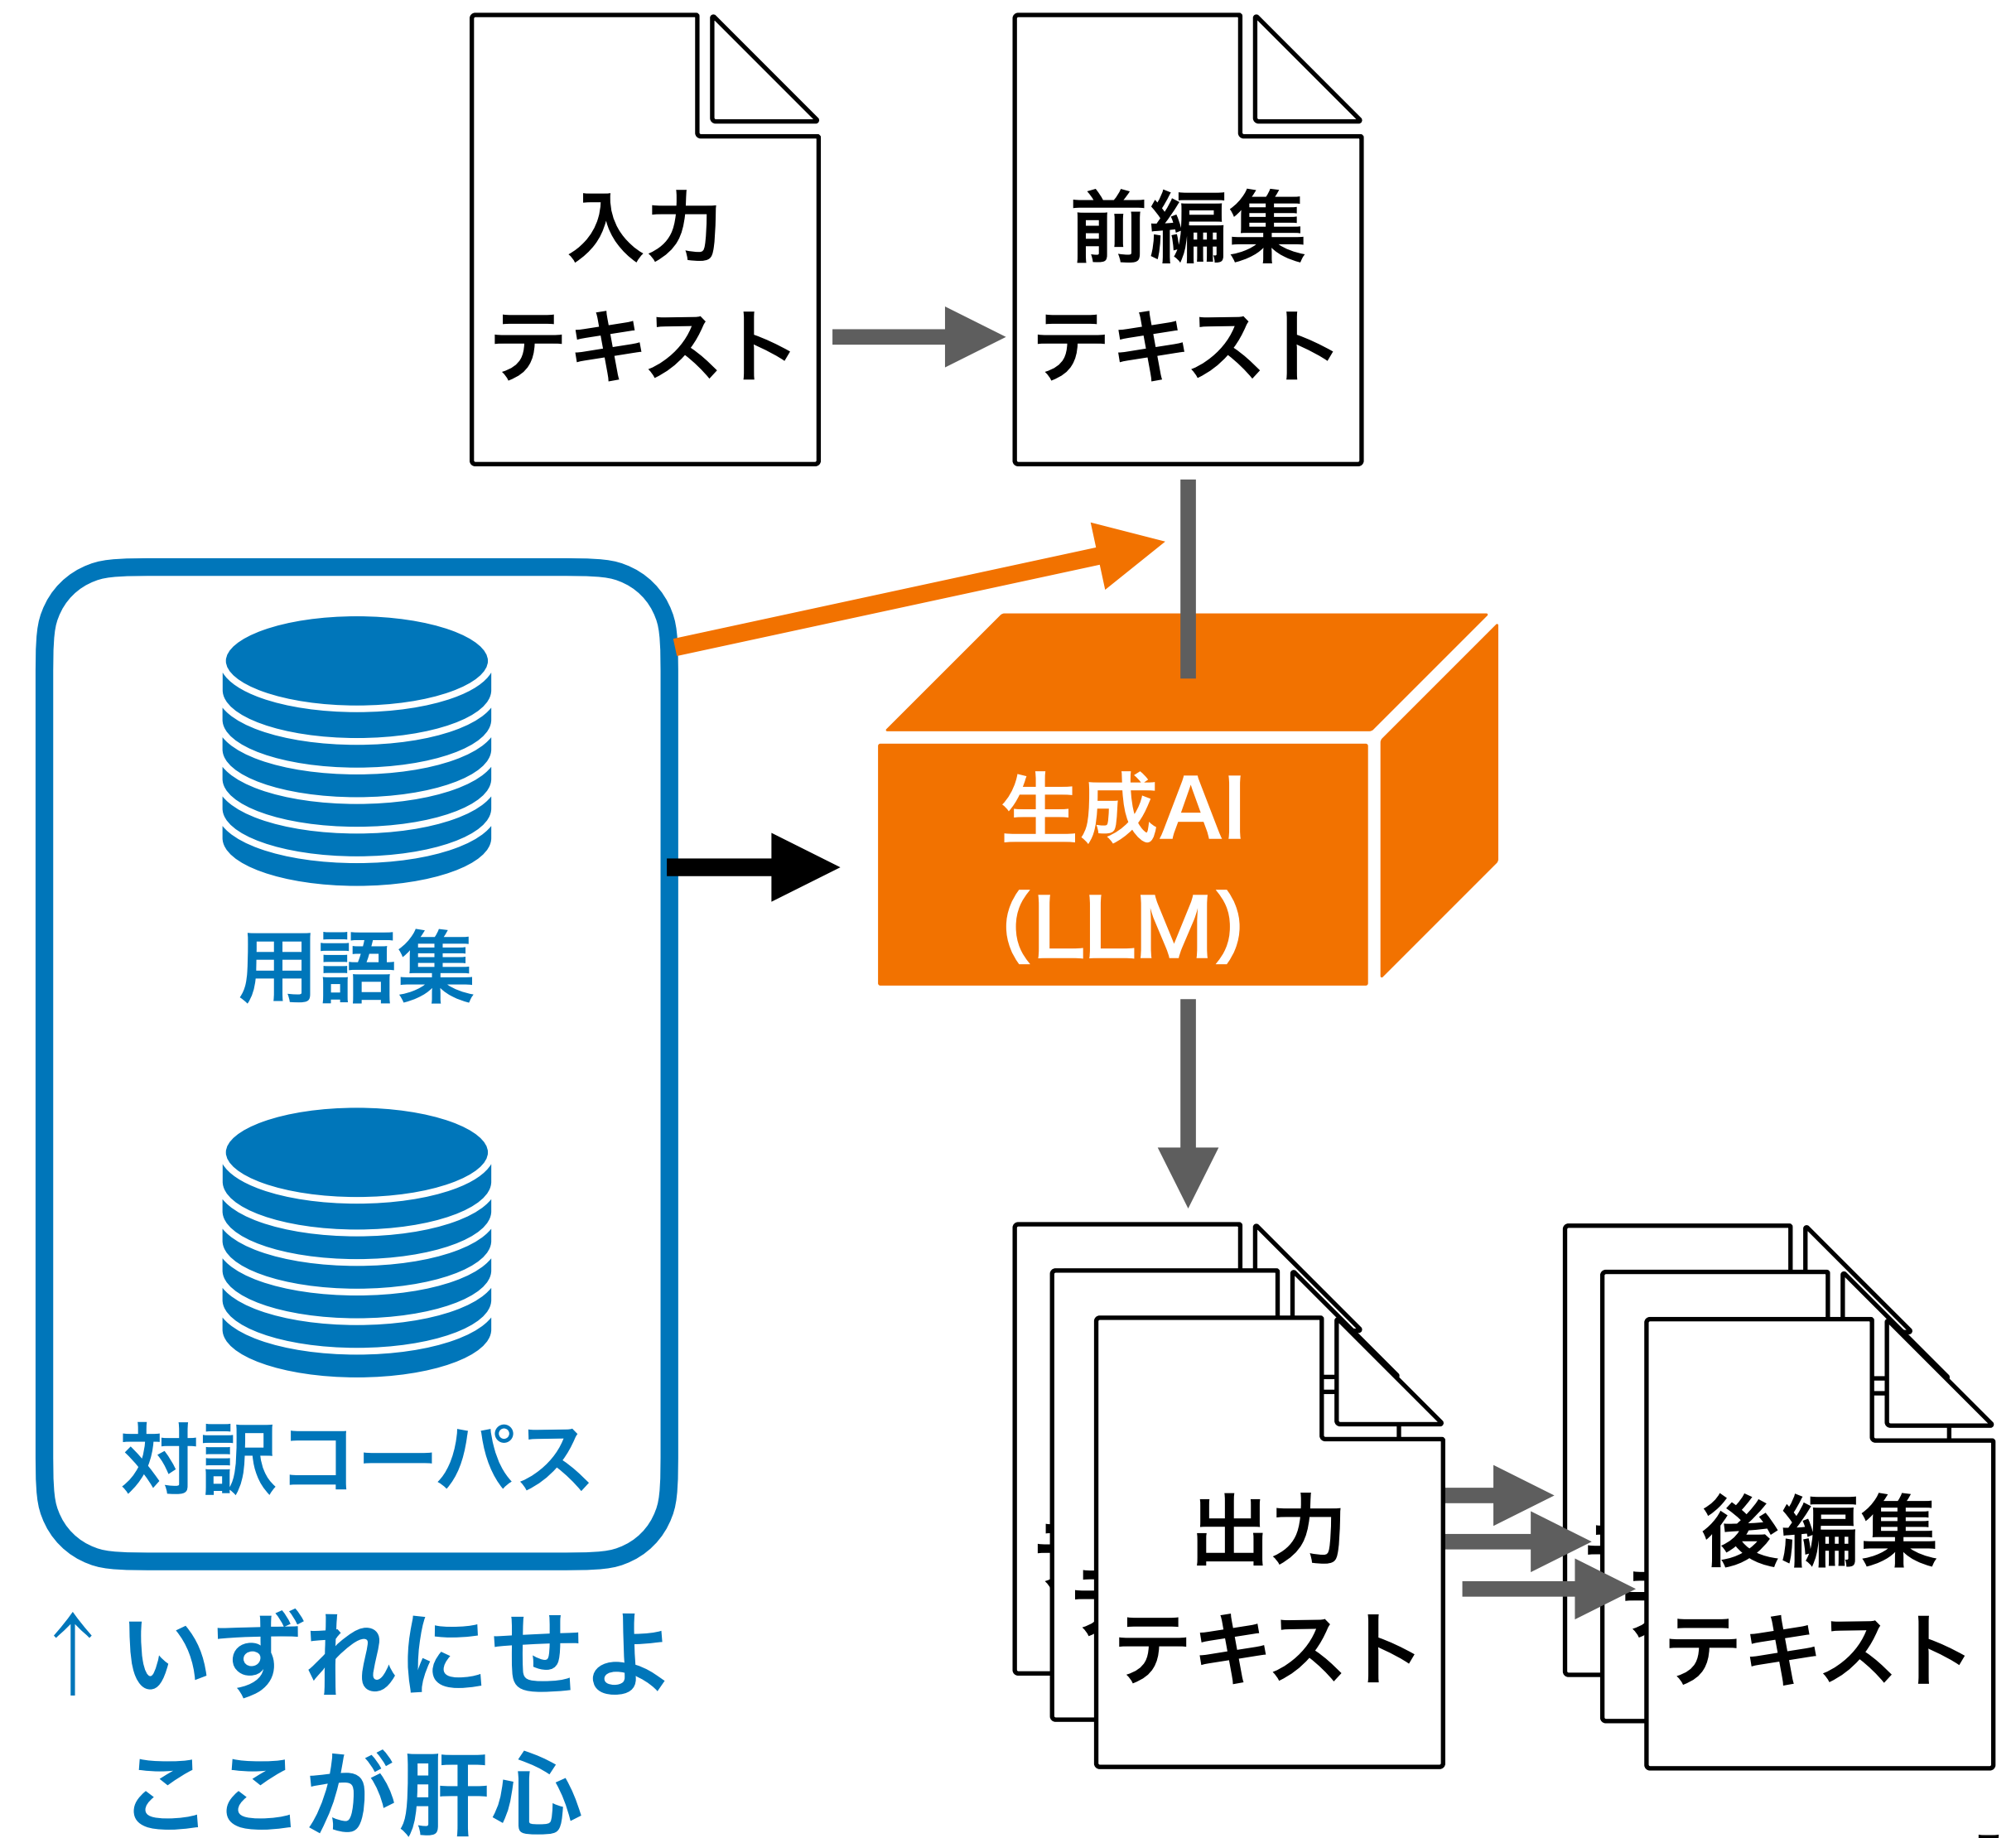 入力
テキスト
前編集
テキスト
生成AI
(LLM)
用語集
対訳コーパス
↑いずれにせよ
ここが肝心
出力
テキスト
後編集
テキスト